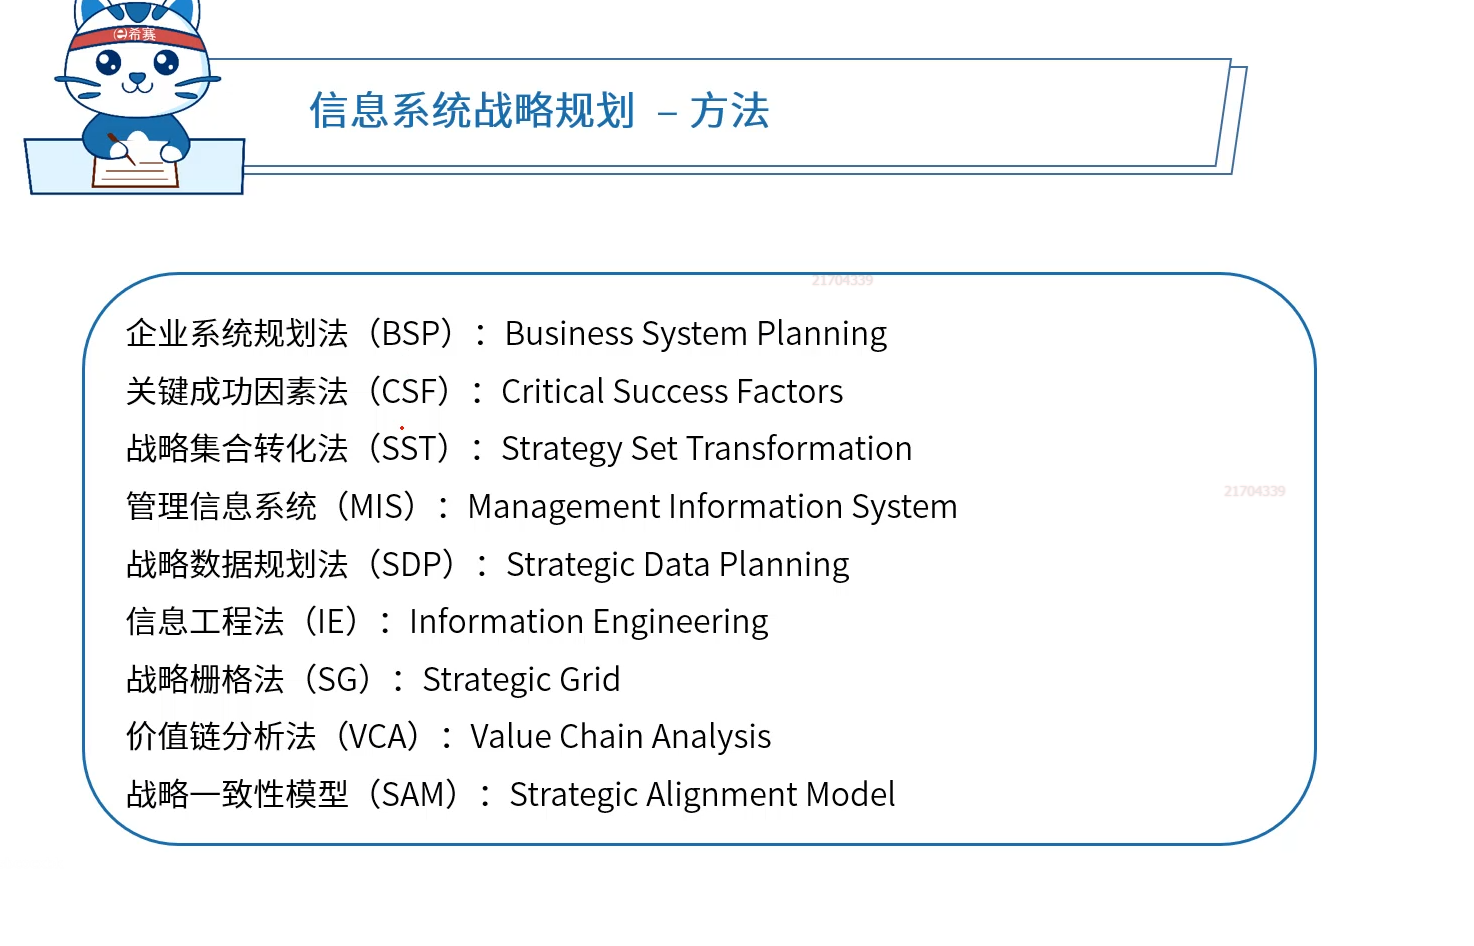 e希赛
信息系统战略规划 – 方法
21704339
企业系统规划法（BSP）：Business System Planning
关键成功因素法（CSF）：Critical Success Factors
战略集合转化法（SST）：Strategy Set Transformation
21704339
管理信息系统（MIS）：Management Information System
战略数据规划法（SDP）：Strategic Data Planning
信息工程法（IE）：Information Engineering
战略栅格法（SG）：Strategic Grid
价值链分析法（VCA）：Value Chain Analysis
战略一致性模型（SAM）：Strategic Alignment Model